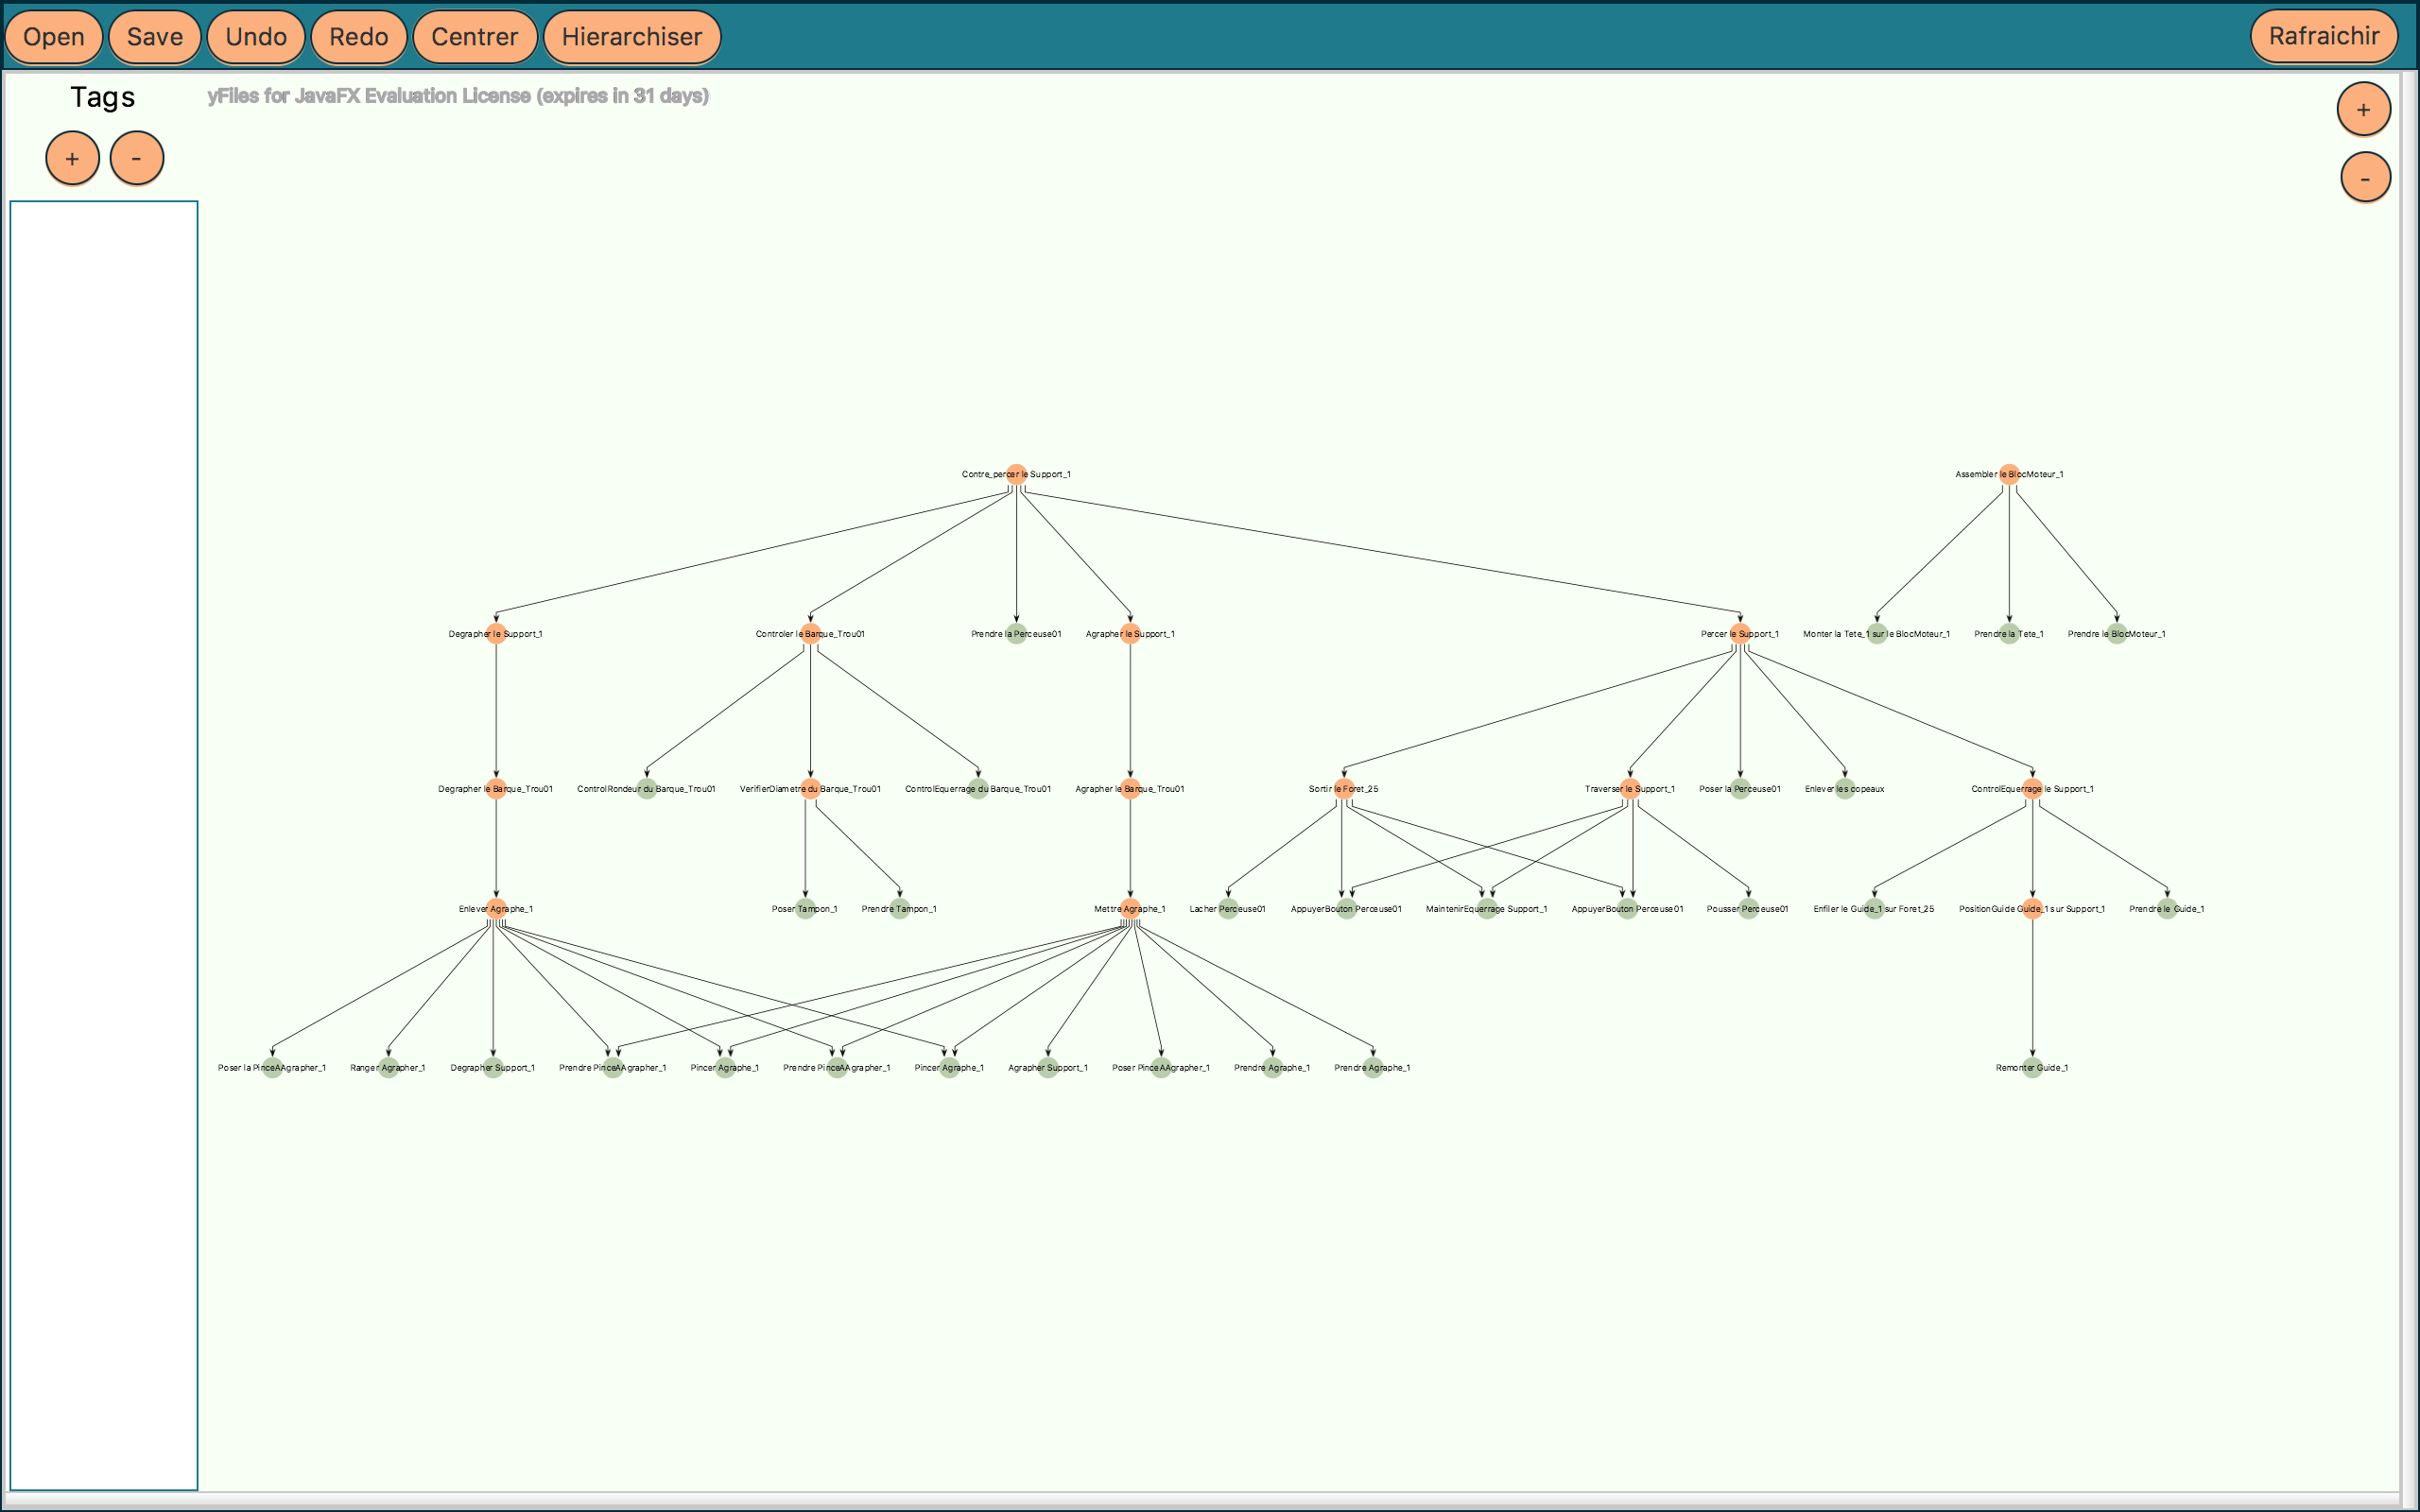 Open Save Undo Redo Centrer Hierarchiser Rafraichir
Tags yFiles for JavaFX Evaluation License (expires in 31 days) +
+ - -
Contre_percer le Support_1 Assembler le BlocMoteur_1
Degrapher le Support_1 Controler le Barque_Trou01 Prendre la Perceuse01 Agrapher le Support_1 Percer le Support_1 Monter la Tete_1 sur le BlocMoteur_1 Prendre la Tete_1 Prendre le BlocMoteur_1
Degrapher le Barque_Trou01 ControlRondeur du Barque_Trou01 VerifierDiametre du Barque_Trou01 ControlEquerrage du Barque_Trou01 Agrapher le Barque_Trou01 Sortir le Foret_25 Traverser le Support_1 Poser la Perceuse01 Enlever les copeaux ControlEquerrage le Support_1
Enlever Agraphe_1 Poser Tampon_1 Prendre Tampon_1 Mettre Agraphe_1 Lacher Perceuse01 AppuyerBouton Perceuse01 MaintenirEquerrage Support_1 AppuyerBouton Perceuse01 Pousser Perceuse01 Enfiler le Guide_1 sur Foret_25 PositionGuide Guide_1 sur Support_1 Prendre le Guide_1
Poser la PinceAAgrapher_1 Ranger Agrapher_1 Degrapher Support_1 Prendre PinceAAgrapher_1 Pincer Agraphe_1 Prendre PinceAAgrapher_1 Pincer Agraphe_1 Agrapher Support_1 Poser PinceAAgrapher_1 Prendre Agraphe_1 Prendre Agraphe_1 Remonter Guide_1